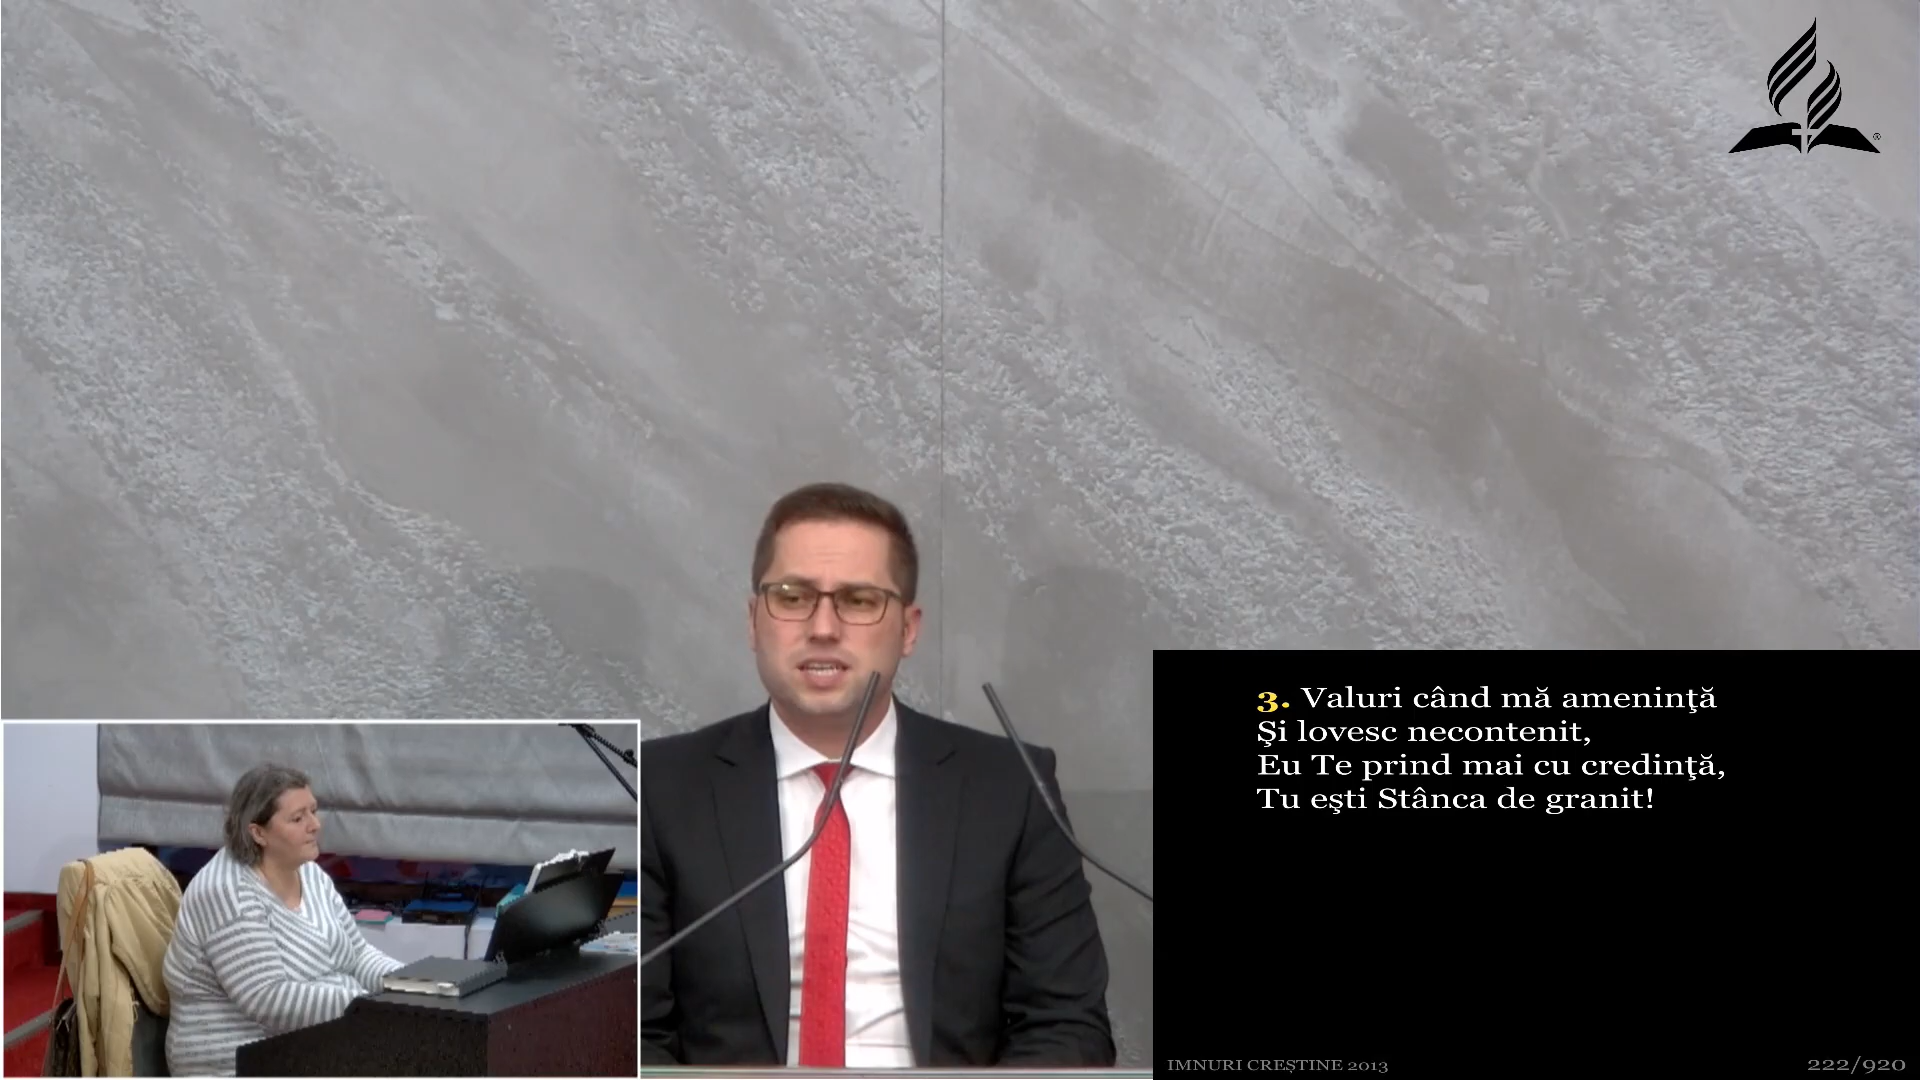 ®
3. Valuri când mă ameninţă
Şi lovesc necontenit,
Eu Te prind mai cu credinţă,
Tu eşti Stânca de granit!
IMNURI CREȘTINE 2013
222/920